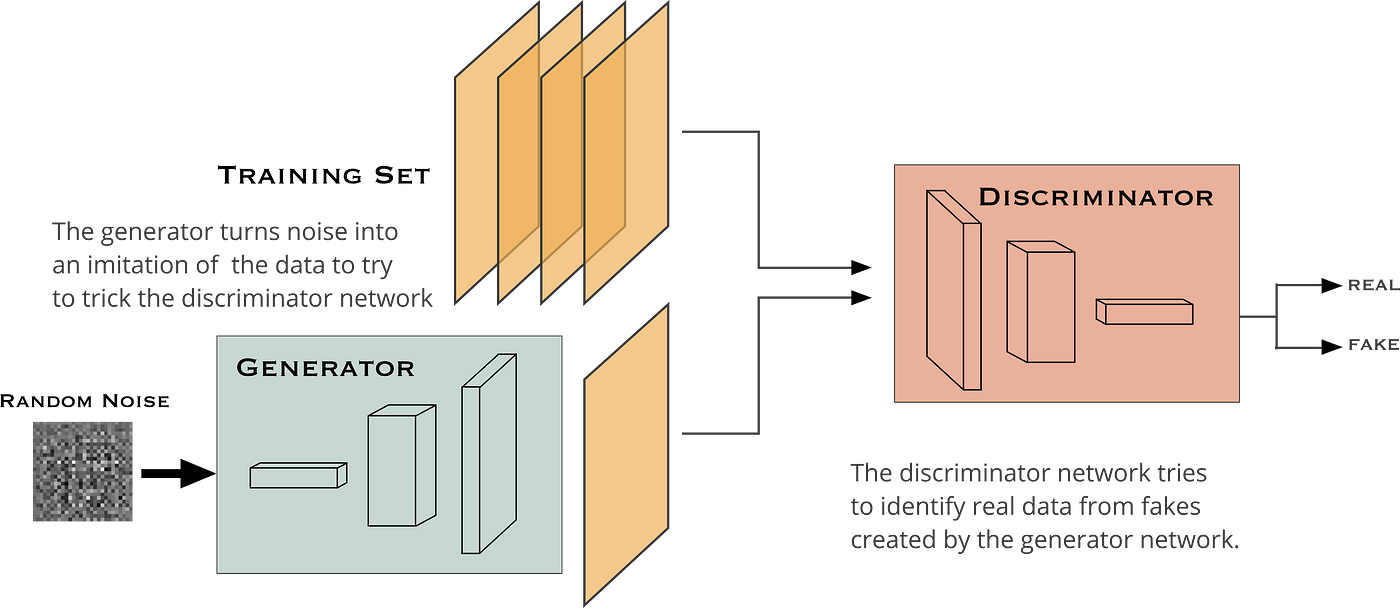 TRAINING SET
The generator turns noise into
an imitation of the data to try
to trick the discriminator network
GENERATOR
RANDOM NOISE
DISCRIMINATOR
REAL
FAKE
The discriminator network tries
to identify real data from fakes
created by the generator network.